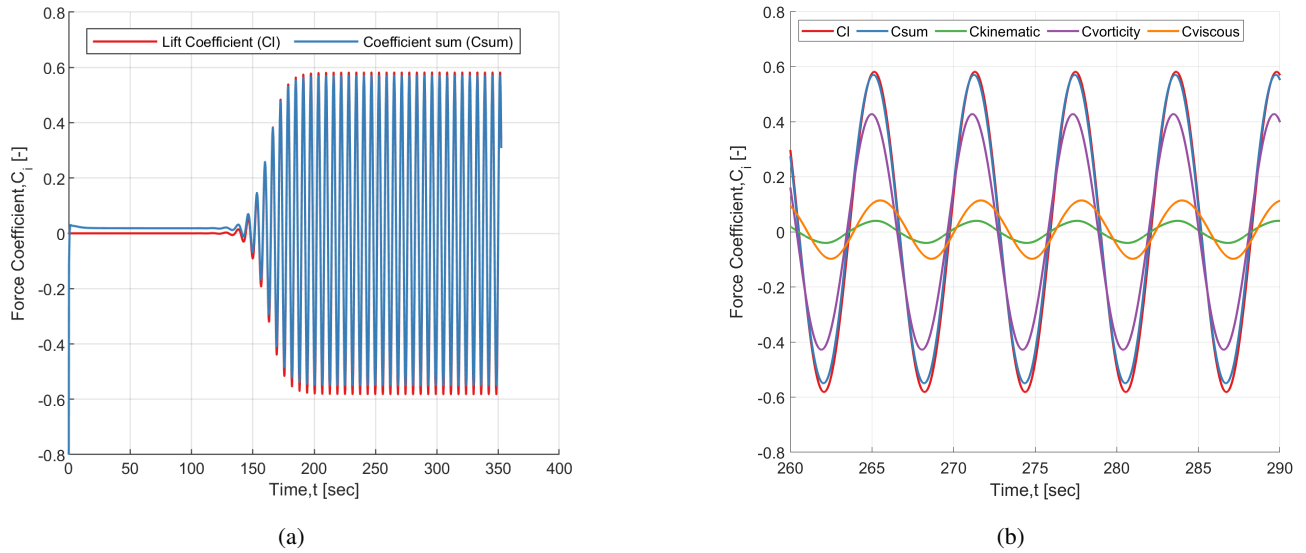 Lift Coefficient (Cl) Coefficient sum (Csum)
0.8
0.6
0.4
0.2
0
-0.2
-0.4
-0.6
-0.8
Force Coefficient,C_i [-]
0 50 100 150 200 250 300 350 400
Time,t [sec]
(a)
Cl Csum Ckinematic Cvorticity Cviscous
0.8
0.6
0.4
0.2
0
-0.2
-0.4
-0.6
-0.8
Force Coefficient,C_i [-]
260 265 270 275 280 285 290
Time,t [sec]
(b)